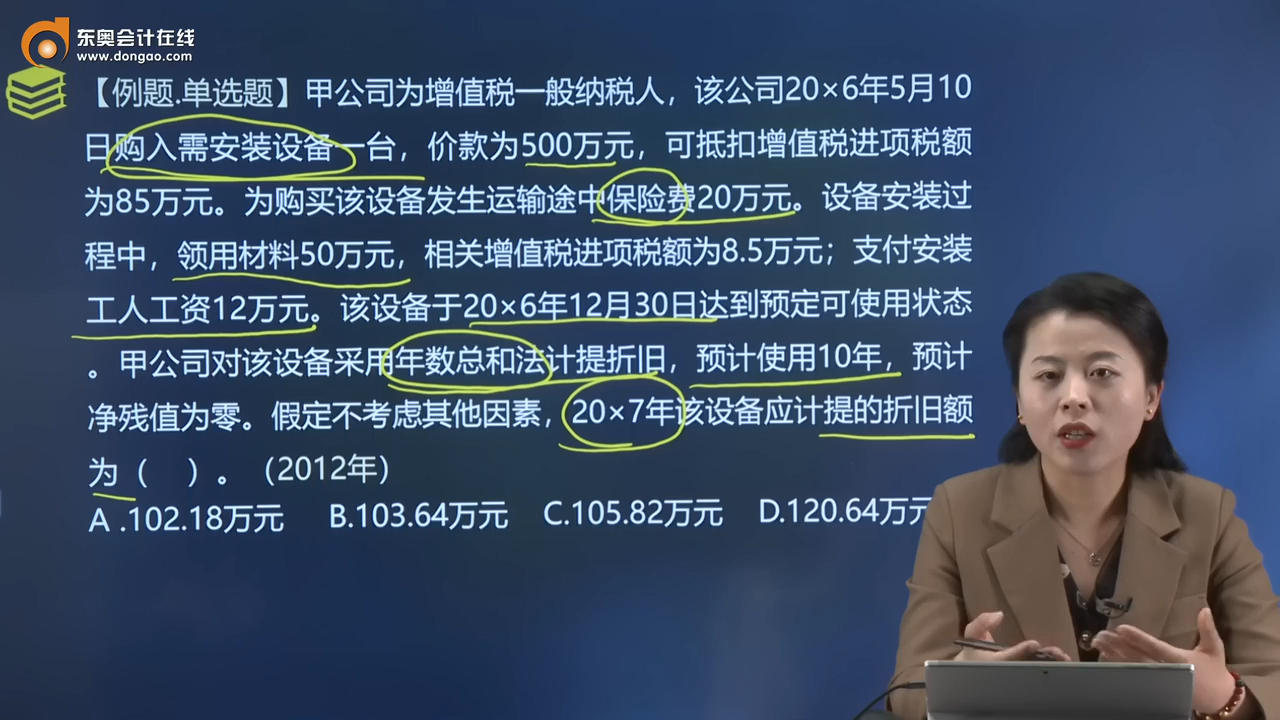 东奥会计在线
www.dongao.com
【例题.单选题】甲公司为增值税一般纳税人，该公司20×6年5月10
日购入需安装设备一台，价款为500万元，可抵扣增值税进项税额
为85万元。为购买该设备发生运输途中保险费20万元。设备安装过
程中，领用材料50万元，相关增值税进项税额为8.5万元；支付安装
工人工资12万元。该设备于20×6年12月30日达到预定可使用状态
。甲公司对该设备采用年数总和法计提折旧，预计使用10年，预计
净残值为零。假定不考虑其他因素，20×7年该设备应计提的折旧额
为（ ）。（2012年）
A .102.18万元 B.103.64万元 C.105.82万元 D.120.64万元